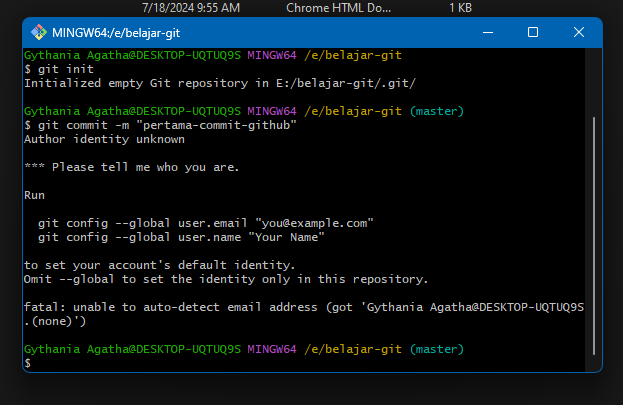 7/18/2024 9:55 AM Chrome HTML Do... 1 KB
MINGW64:/e/belajar-git
Gythania Agatha@DESKTOP-UQTUQ9S MINGW64 /e/belajar-git
$ git init
Initialized empty Git repository in E:/belajar-git/.git/
Gythania Agatha@DESKTOP-UQTUQ9S MINGW64 /e/belajar-git (master)
$ git commit -m "pertama-commit-github"
Author identity unknown
*** Please tell me who you are.
Run
git config --global user.email "you@example.com"
git config --global user.name "Your Name"
to set your account's default identity.
Omit --global to set the identity only in this repository.
fatal: unable to auto-detect email address (got 'Gythania Agatha@DESKTOP-UQTUQ9S
.(none)')
Gythania Agatha@DESKTOP-UQTUQ9S MINGW64 /e/belajar-git (master)
$